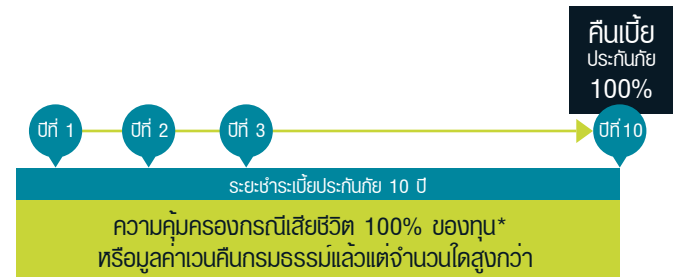 คืนเบี้ย
ประกันภัย
100%
ปีที่ 1
ปีที่ 2
ปีที่ 3
ปีที่10
ระยะชำระเบี้ยประกันภัย 10 ปี
ความคุ้มครองกรณีเสียชีวิต 100% ของทุน*
หรือมูลค่าเวนคืนกรมธรรม์แล้วแต่จำนวนใดสูงกว่า